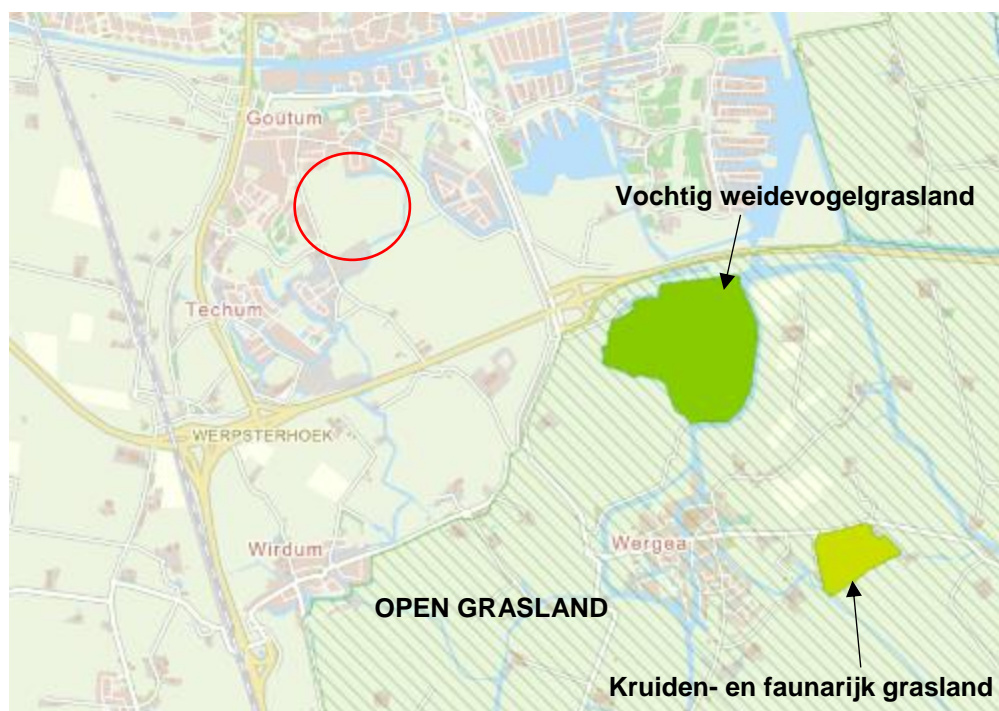 Goutum
Vochtig weidevogelgrasland
Techum
WERPSTERHOEK
Wirdum
Wergea
OPEN GRASLAND
Kruiden- en faunarijk grasland